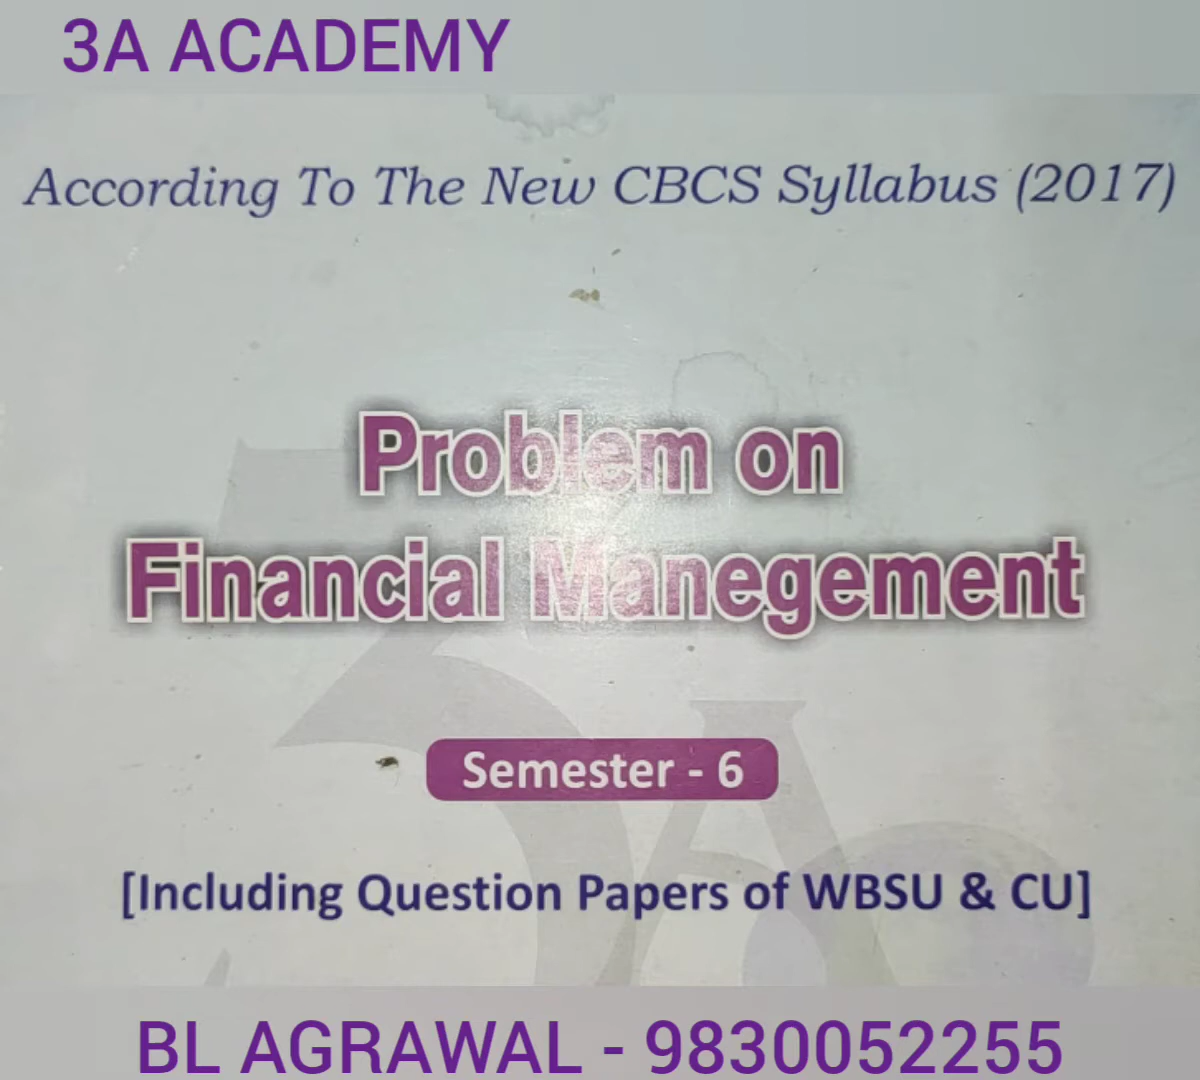 3A ACADEMY
According To The New CBCS Syllabus (2017)
Problem on
Financial Manegement
Semester - 6
[Including Question Papers of WBSU & CU]
BL AGRAWAL - 9830052255